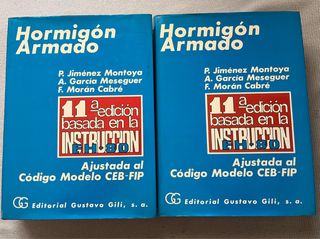 Hormigón
Armado
P. Jiménez Montoya
A. García Meseguer
F. Morán Cabré
11ª edición
basada en la
INSTRUCCION
EH·80
Ajustada al
Código Modelo CEB-FIP
GG Editorial Gustavo Gili, s. a.
Hormigón
Armado
P. Jiménez Montoya
A. García Meseguer
F. Morán Cabré
11ª edición
basada en la
INSTRUCCION
EH·80
Ajustada al
Código Modelo CEB-FIP
GG Editorial Gustavo Gili, s. a.